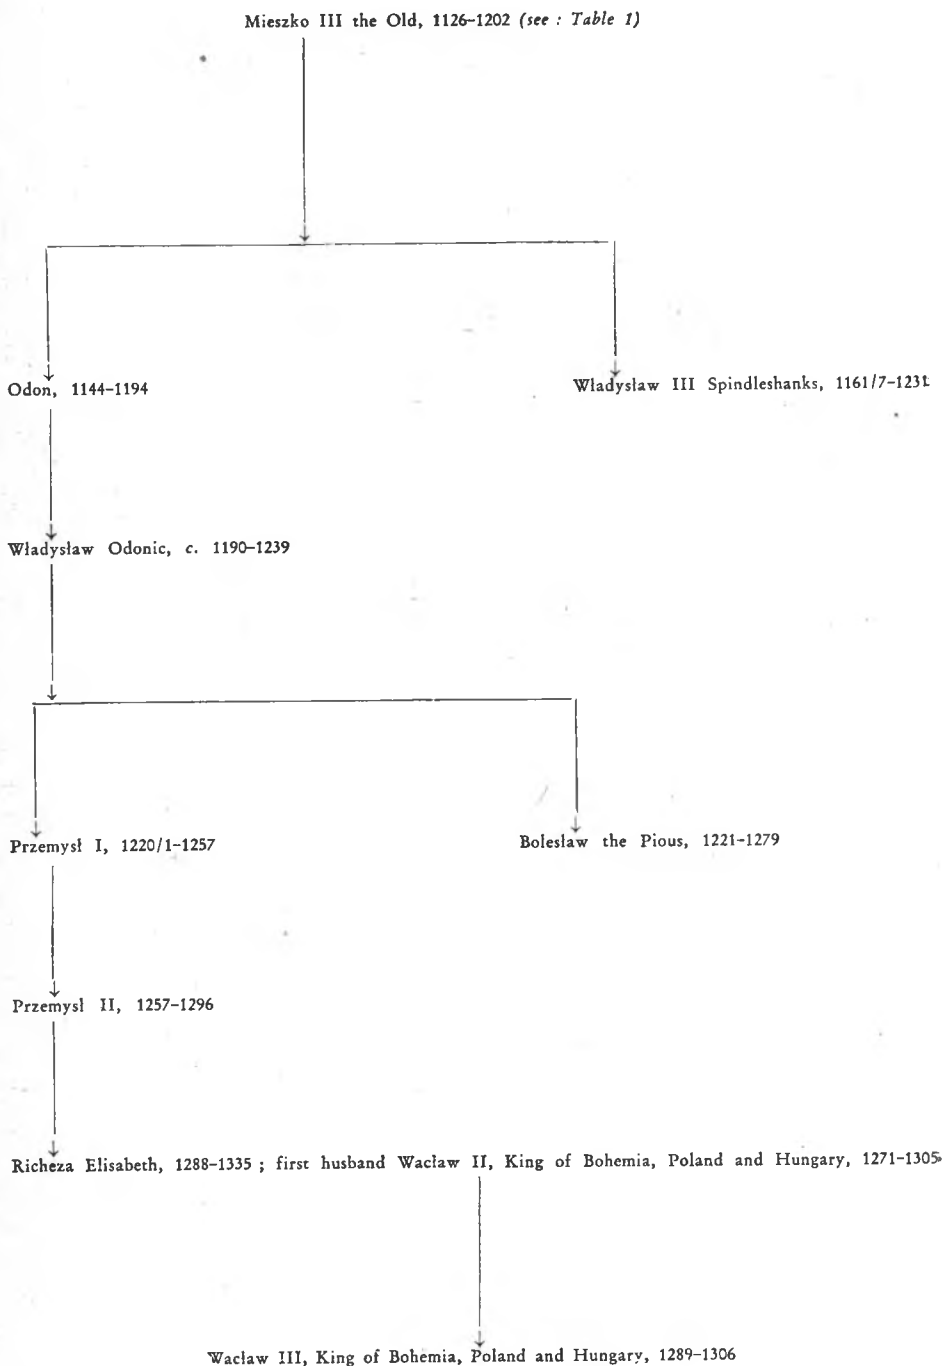 Mieszko III the Old, 1126–1202 (see : Table 1)
Odon, 1144–1194
Władysław III Spindleshanks, 1161/7–1231
Władysław Odonic, c. 1190–1239
Przemysł I, 1220/1–1257
Bolesław the Pious, 1221–1279
Przemysł II, 1257–1296
Richeza Elisabeth, 1288–1335 ; first husband Wacław II, King of Bohemia, Poland and Hungary, 1271–1305
Wacław III, King of Bohemia, Poland and Hungary, 1289–1306